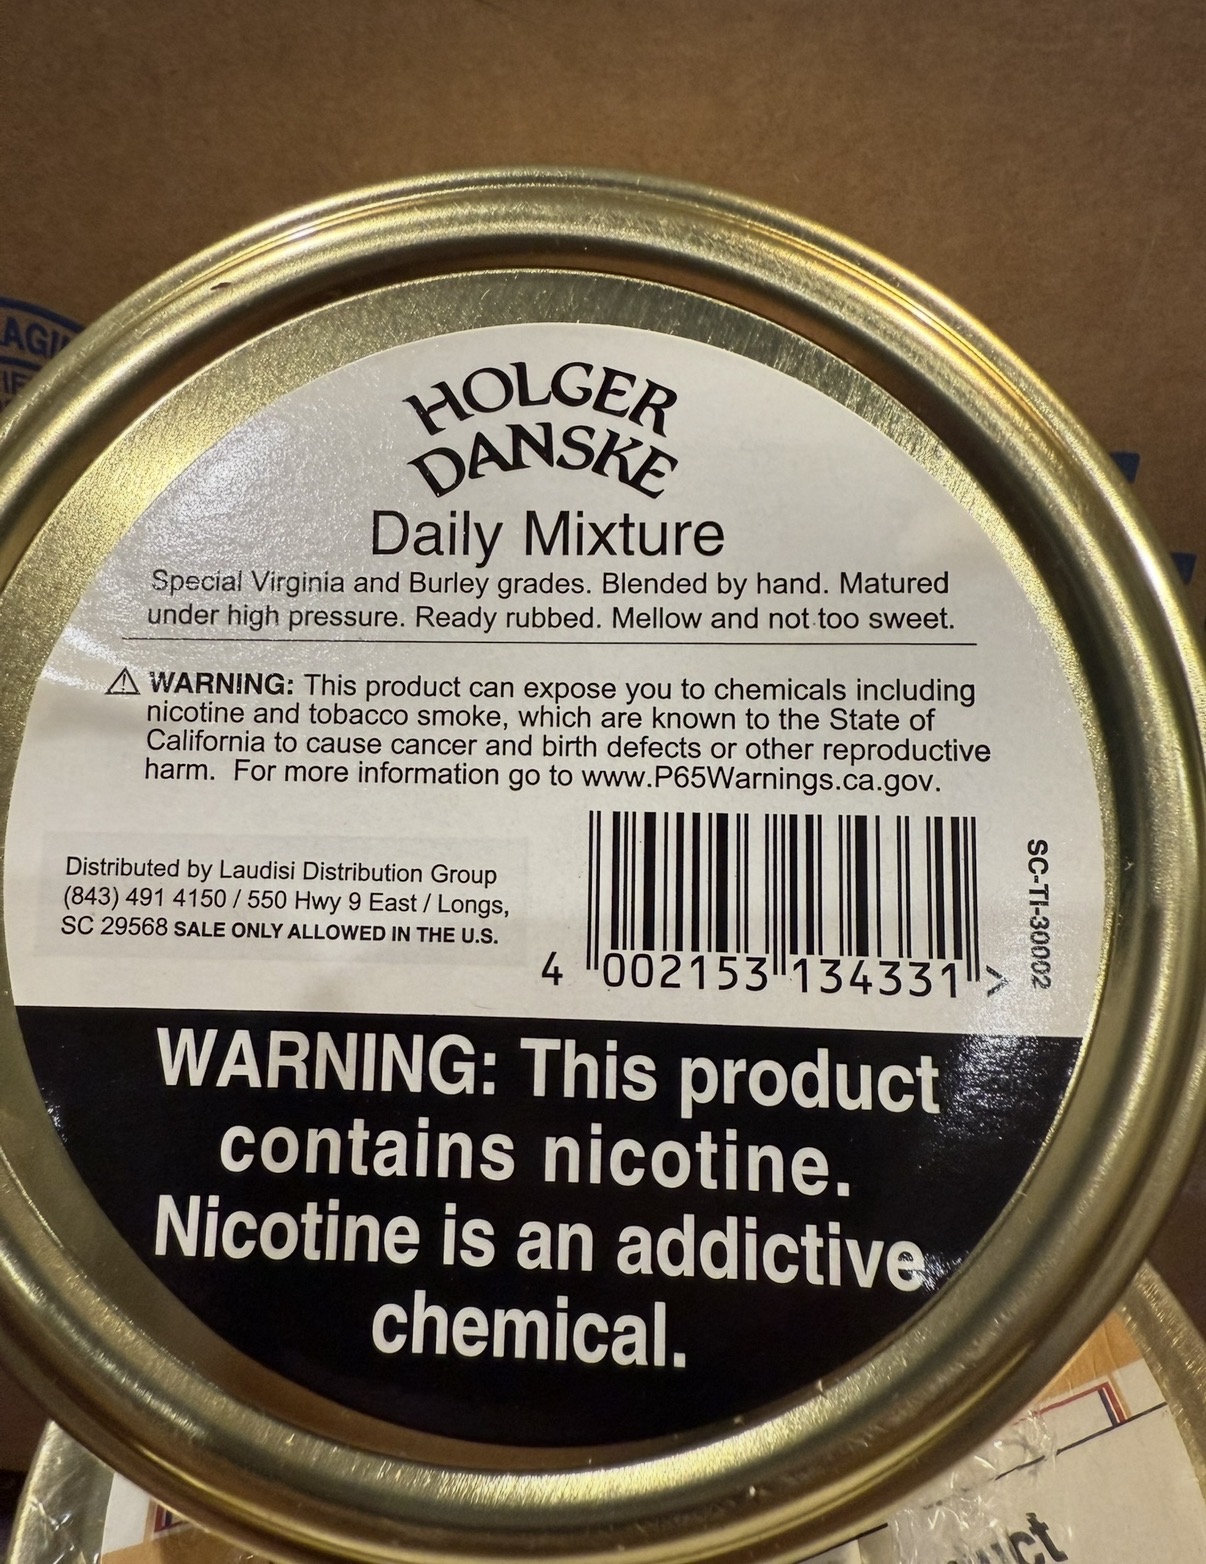 HOLGER
DANSKE
Daily Mixture
Special Virginia and Burley grades. Blended by hand. Matured
under high pressure. Ready rubbed. Mellow and not too sweet.
⚠ WARNING: This product can expose you to chemicals including
nicotine and tobacco smoke, which are known to the State of
California to cause cancer and birth defects or other reproductive
harm. For more information go to www.P65Warnings.ca.gov.
Distributed by Laudisi Distribution Group
(843) 491 4150 / 550 Hwy 9 East / Longs,
SC 29568 SALE ONLY ALLOWED IN THE U.S.
4 002153 134331 >
SC-TI-30002
WARNING: This product
contains nicotine.
Nicotine is an addictive
chemical.